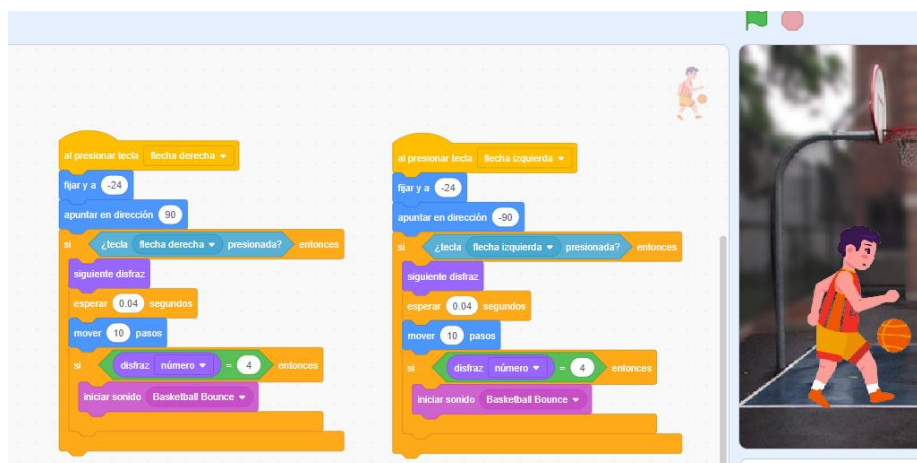 al presionar tecla flecha derecha
fijar y a -24
apuntar en dirección 90
si ¿tecla flecha derecha presionada? entonces
siguiente disfraz
esperar 0.04 segundos
mover 10 pasos
si disfraz número = 4 entonces
iniciar sonido Basketball Bounce
al presionar tecla flecha izquierda
fijar y a -24
apuntar en dirección -90
si ¿tecla flecha izquierda presionada? entonces
siguiente disfraz
esperar 0.04 segundos
mover 10 pasos
si disfraz número = 4 entonces
iniciar sonido Basketball Bounce